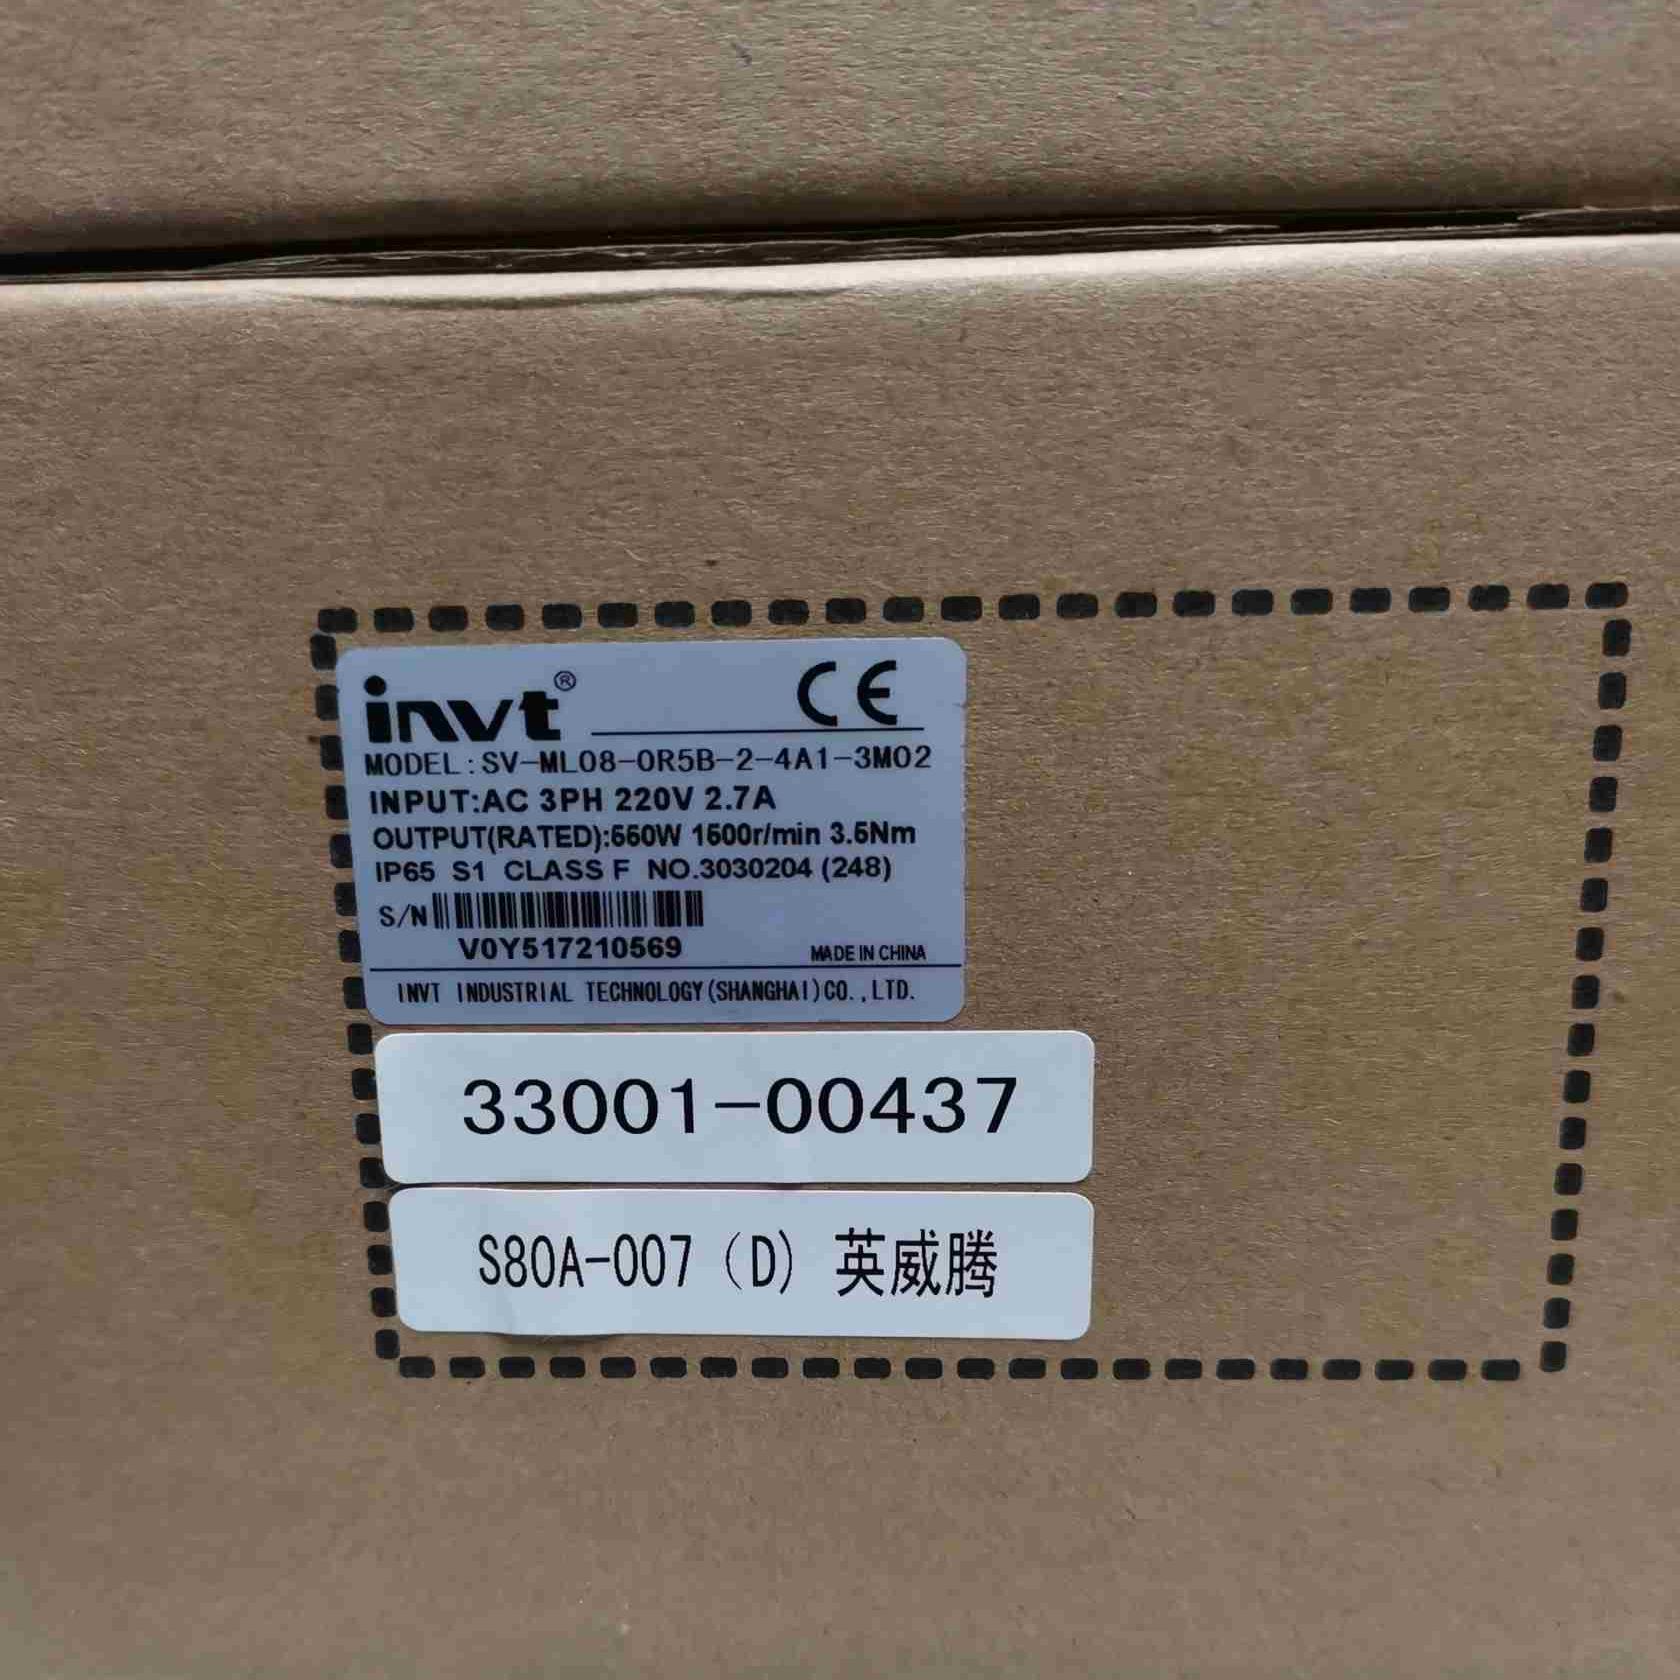 invt®
CE
MODEL:SV-ML08-0R5B-2-4A1-3M02
INPUT:AC 3PH 220V 2.7A
OUTPUT(RATED):550W 1500r/min 3.5Nm
IP65 S1 CLASS F NO.3030204 (248)
S/N
V0Y517210569
MADE IN CHINA
INVT INDUSTRIAL TECHNOLOGY(SHANGHAI)CO.,LTD.
33001-00437
S80A-007 (D) 英威腾